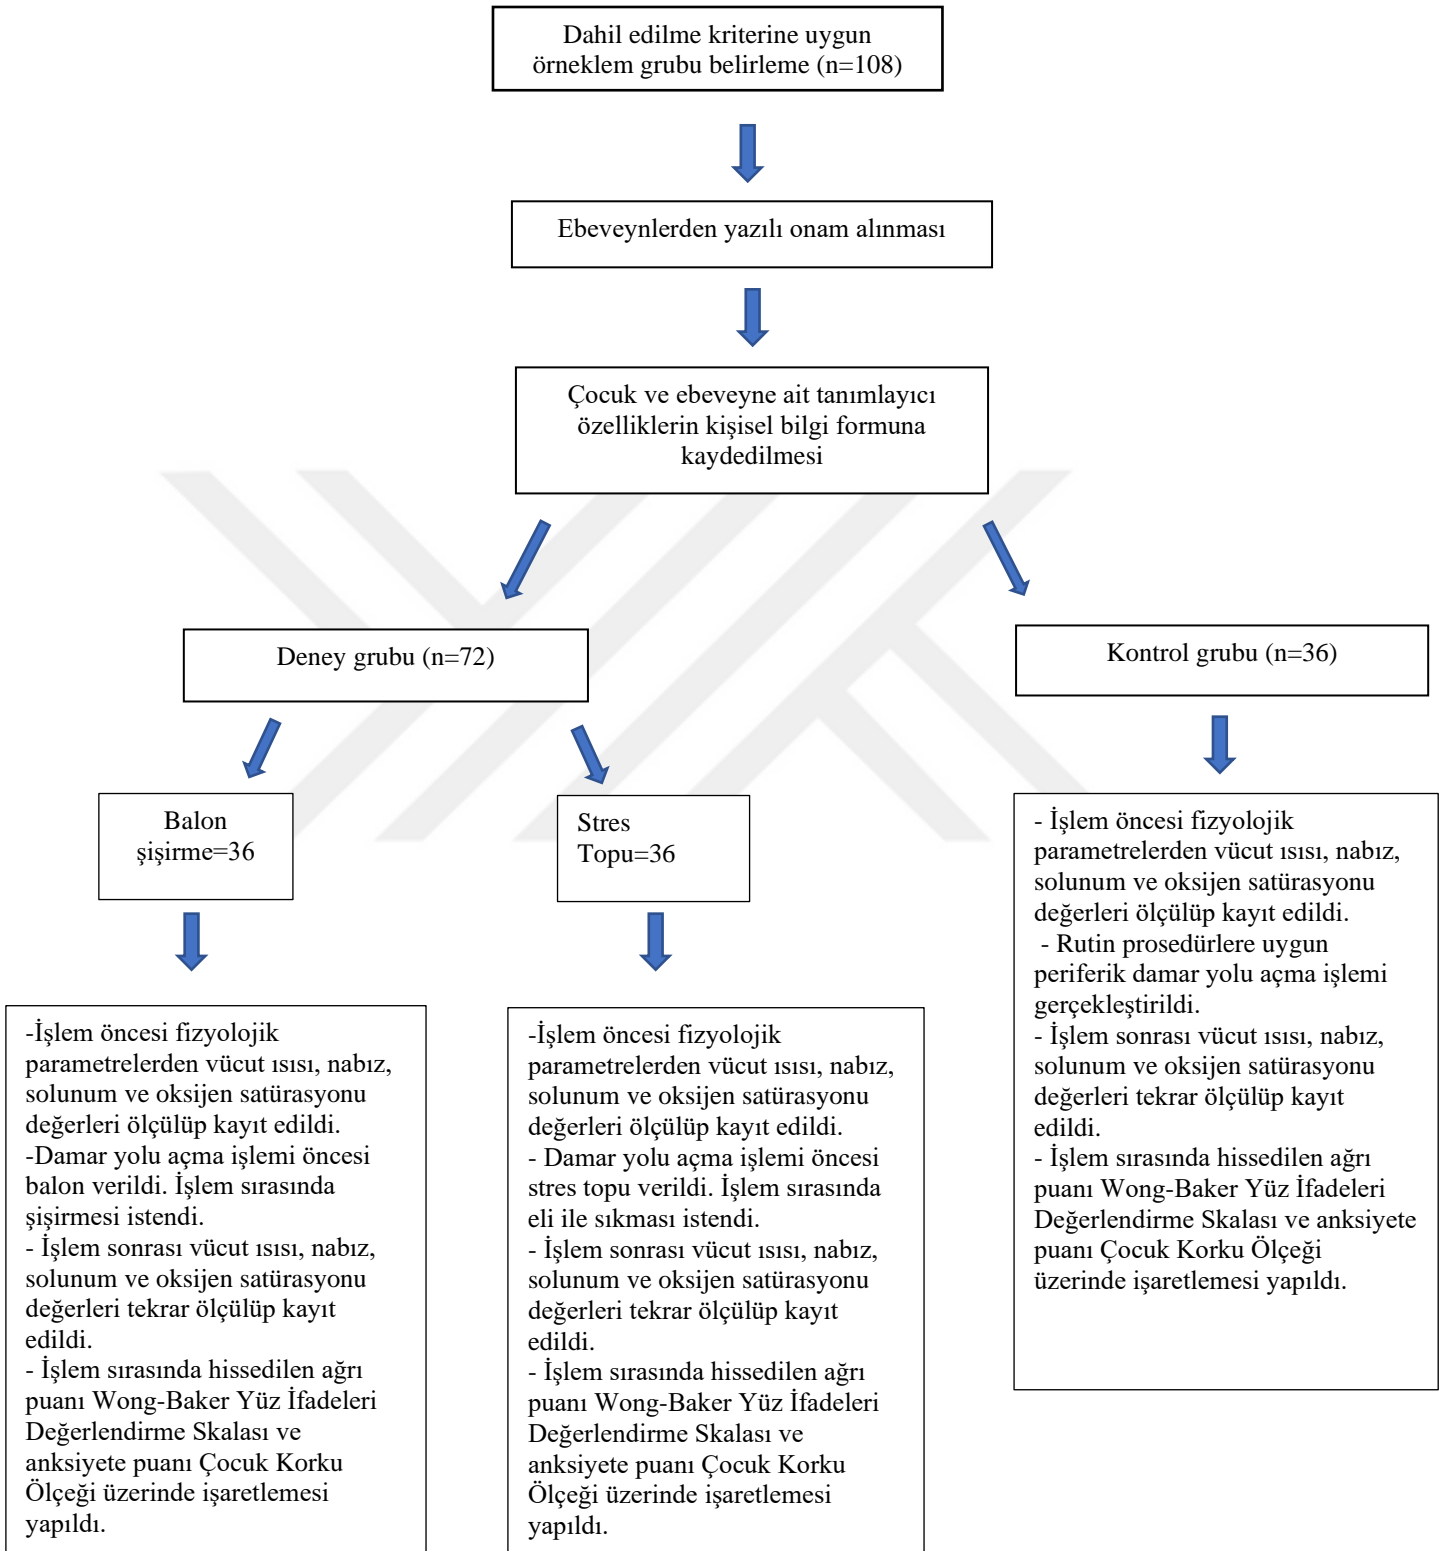 Dahil edilme kriterine uygun
örneklem grubu belirleme (n=108)
Ebeveynlerden yazılı onam alınması
Çocuk ve ebeveyne ait tanımlayıcı
özelliklerin kişisel bilgi formuna
kaydedilmesi
Deney grubu (n=72)
Kontrol grubu (n=36)
Balon
şişirme=36
Stres
Topu=36
-İşlem öncesi fizyolojik
parametrelerden vücut ısısı, nabız,
solunum ve oksijen satürasyonu
değerleri ölçülüp kayıt edildi.
-Damar yolu açma işlemi öncesi
balon verildi. İşlem sırasında
şişirmesi istendi.
- İşlem sonrası vücut ısısı, nabız,
solunum ve oksijen satürasyonu
değerleri tekrar ölçülüp kayıt
edildi.
- İşlem sırasında hissedilen ağrı
puanı Wong-Baker Yüz İfadeleri
Değerlendirme Skalası ve
anksiyete puanı Çocuk Korku
Ölçeği üzerinde işaretlemesi
yapıldı.
-İşlem öncesi fizyolojik
parametrelerden vücut ısısı, nabız,
solunum ve oksijen satürasyonu
değerleri ölçülüp kayıt edildi.
- Damar yolu açma işlemi öncesi
stres topu verildi. İşlem sırasında
eli ile sıkması istendi.
- İşlem sonrası vücut ısısı, nabız,
solunum ve oksijen satürasyonu
değerleri tekrar ölçülüp kayıt
edildi.
- İşlem sırasında hissedilen ağrı
puanı Wong-Baker Yüz İfadeleri
Değerlendirme Skalası ve
anksiyete puanı Çocuk Korku
Ölçeği üzerinde işaretlemesi
yapıldı.
- İşlem öncesi fizyolojik
parametrelerden vücut ısısı, nabız,
solunum ve oksijen satürasyonu
değerleri ölçülüp kayıt edildi.
- Rutin prosedürlere uygun
periferik damar yolu açma işlemi
gerçekleştirildi.
- İşlem sonrası vücut ısısı, nabız,
solunum ve oksijen satürasyonu
değerleri tekrar ölçülüp kayıt
edildi.
- İşlem sırasında hissedilen ağrı
puanı Wong-Baker Yüz İfadeleri
Değerlendirme Skalası ve anksiyete
puanı Çocuk Korku Ölçeği
üzerinde işaretlemesi yapıldı.